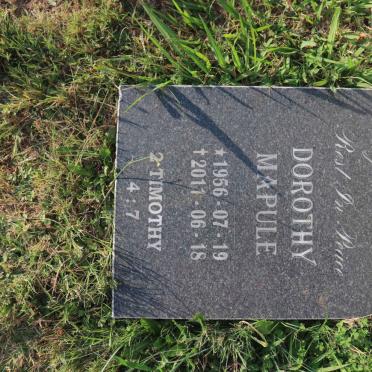 Rest In Peace
DOROTHY
MAPULE
★1956 - 07 - 19
✝2011 - 06 - 18
2 TIMOTHY
4 : 7